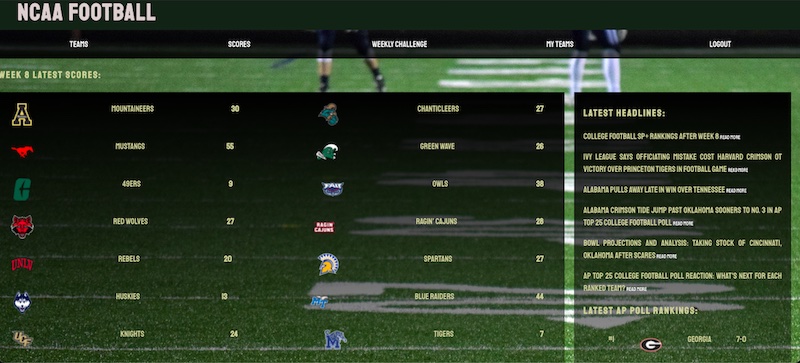 NCAA FOOTBALL
TEAMS SCORES WEEKLY CHALLENGE MY TEAMS LOGOUT
WEEK 8 LATEST SCORES:
MOUNTAINEERS 30 CHANTICLEERS 27
MUSTANGS 55 GREEN WAVE 26
49ERS 9 OWLS 38
RED WOLVES 27 RAGIN' CAJUNS 28
RAGIN
CAJUNS
REBELS 20 SPARTANS 27
UNLV
HUSKIES 13 BLUE RAIDERS 44
KNIGHTS 24 TIGERS 7
LATEST HEADLINES:
COLLEGE FOOTBALL SP+ RANKINGS AFTER WEEK 8 READ MORE
IVY LEAGUE SAYS OFFICIATING MISTAKE COST HARVARD CRIMSON OT
VICTORY OVER PRINCETON TIGERS IN FOOTBALL GAME READ MORE
ALABAMA PULLS AWAY LATE IN WIN OVER TENNESSEE READ MORE
ALABAMA CRIMSON TIDE JUMP PAST OKLAHOMA SOONERS TO NO. 3 IN AP
TOP 25 COLLEGE FOOTBALL POLL READ MORE
BOWL PROJECTIONS AND ANALYSIS: TAKING STOCK OF CINCINNATI,
OKLAHOMA AFTER SCARES READ MORE
AP TOP 25 COLLEGE FOOTBALL POLL REACTION: WHAT'S NEXT FOR EACH
RANKED TEAM? READ MORE
LATEST AP POLL RANKINGS:
#1 GEORGIA 7-0